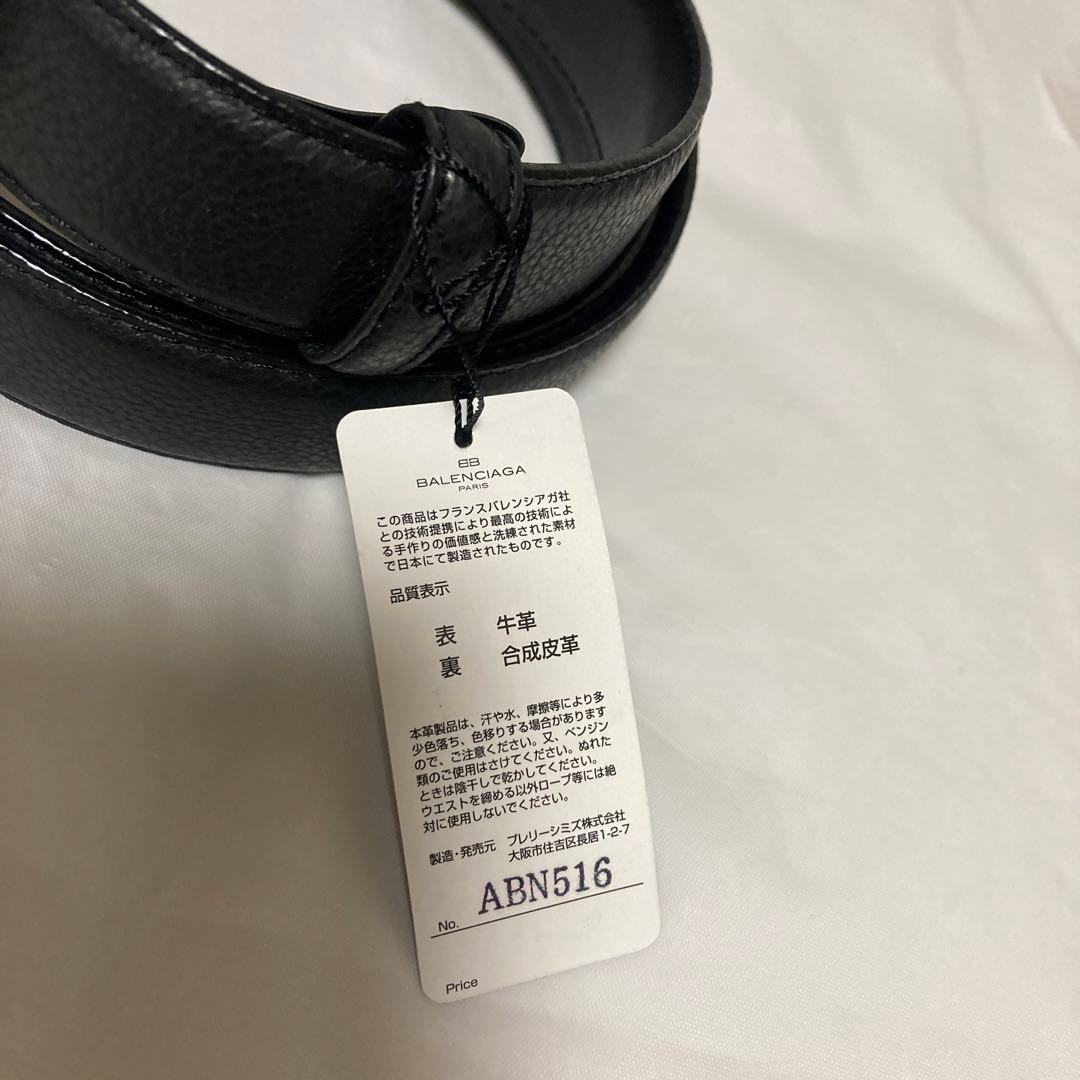 BB
BALENCIAGA
PARIS
この商品はフランスバレンシアガ社
との技術提携により最高の技術によ
る手作りの価値感と洗練された素材
で日本にて製造されたものです。
品質表示
表 牛革
裏 合成皮革
本革製品は、汗や水、摩擦等により多
少色落ち、色移りする場合があります
ので、ご注意ください。又、ベンジン
類のご使用はさけてください。ぬれた
ときは陰干しで乾かしてください。
ウエストを締める以外ロープ等には絶
対に使用しないでください。
製造・発売元 プレリーシミズ株式会社
大阪市住吉区長居1-2-7
No. ABN516
Price